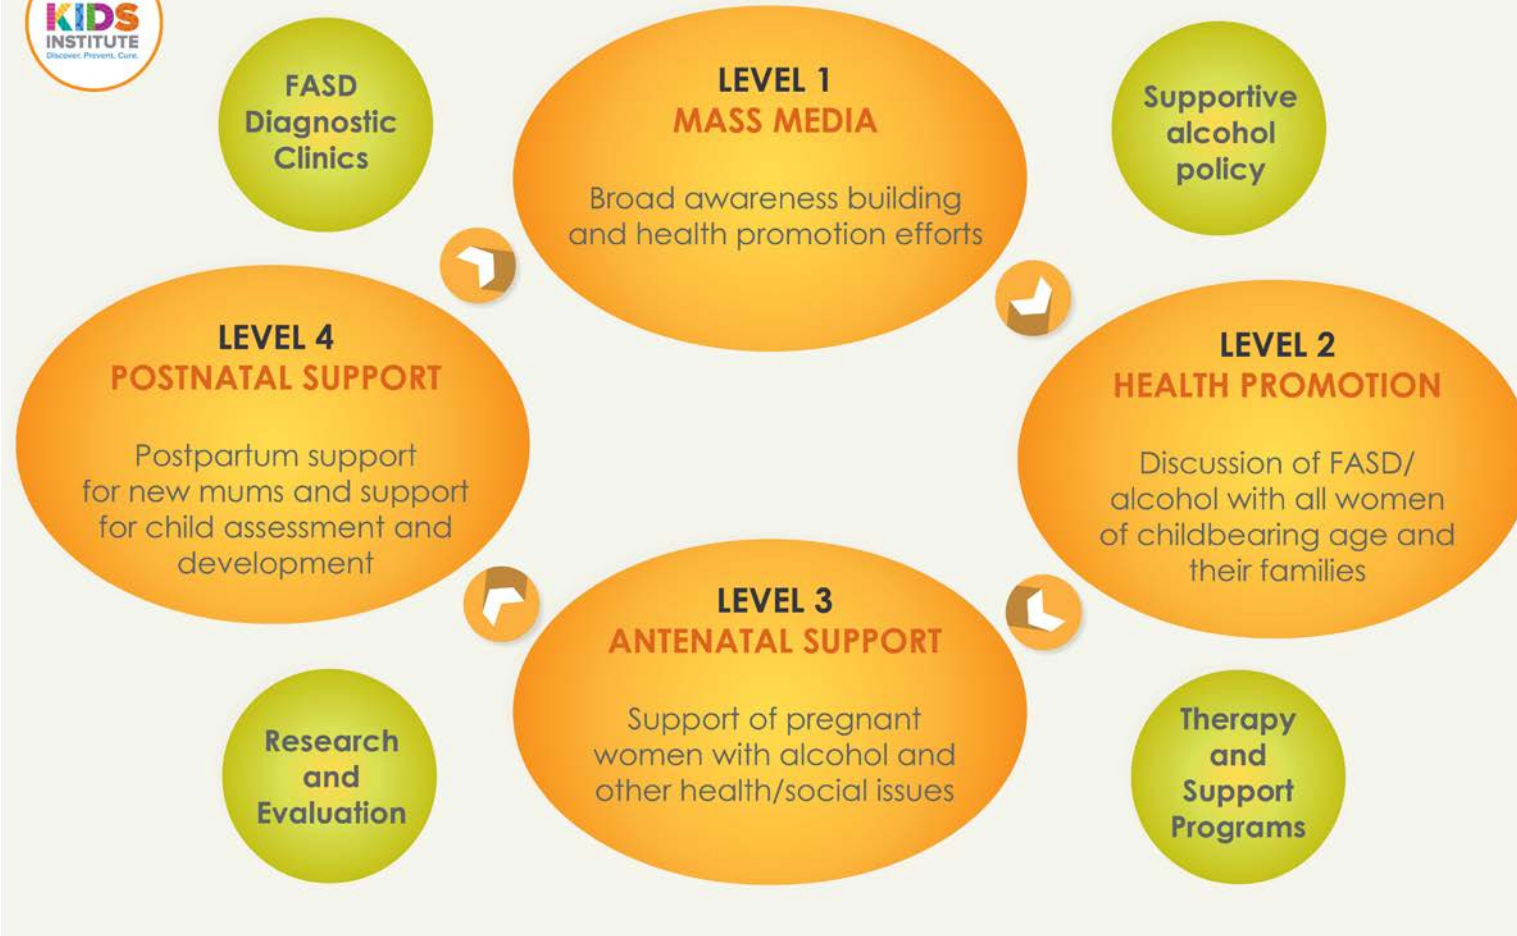 KIDS
INSTITUTE
Discover. Prevent. Cure.
FASD
Diagnostic
Clinics
LEVEL 1
MASS MEDIA
Broad awareness building
and health promotion efforts
Supportive
alcohol
policy
LEVEL 4
POSTNATAL SUPPORT
Postpartum support
for new mums and support
for child assessment and
development
LEVEL 2
HEALTH PROMOTION
Discussion of FASD/
alcohol with all women
of childbearing age and
their families
LEVEL 3
ANTENATAL SUPPORT
Support of pregnant
women with alcohol and
other health/social issues
Research
and
Evaluation
Therapy
and
Support
Programs